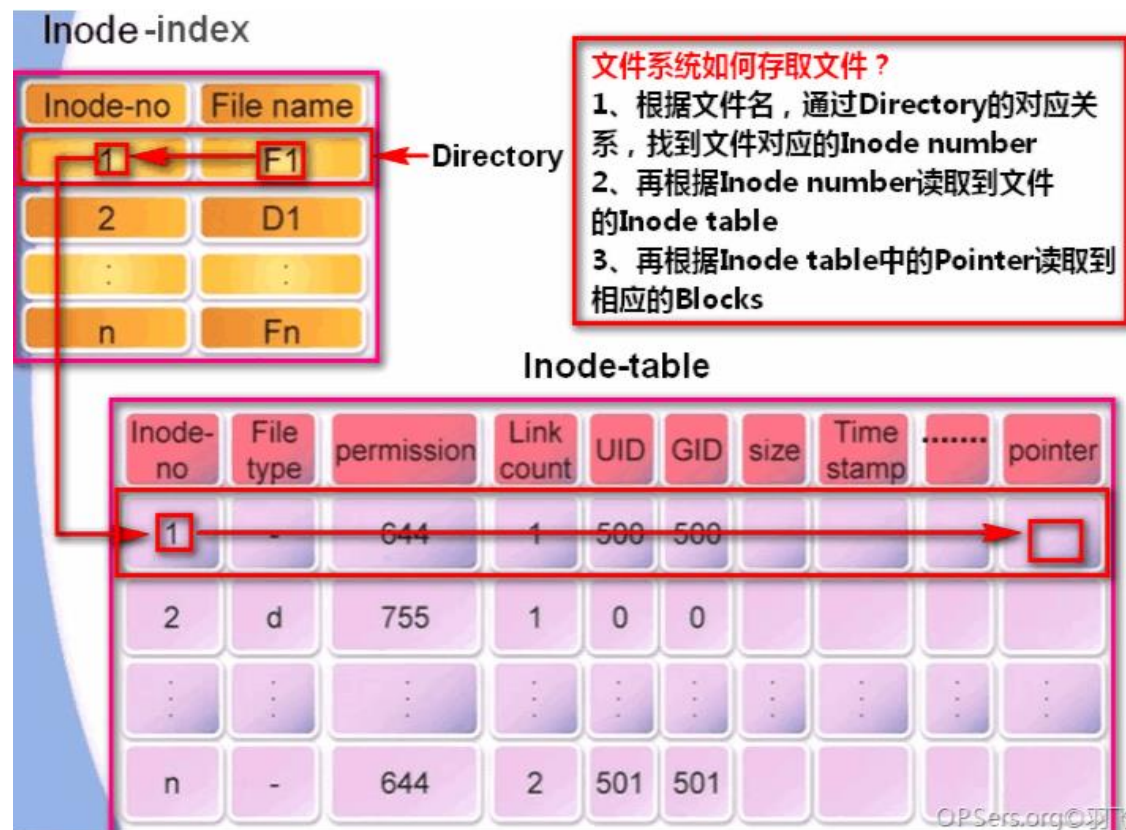 Inode-index
文件系统如何存取文件？
1、根据文件名，通过Directory的对应关
系，找到文件对应的Inode number
2、再根据Inode number读取到文件
的Inode table
3、再根据Inode table中的Pointer读取到
相应的Blocks
Inode-no File name
1 F1
Directory
2 D1
: :
n Fn
Inode-table
Inode-no File type permission Link count UID GID size Time stamp ....... pointer
1 - 644 1 500 500
2 d 755 1 0 0
: : : : : : : : : :
n - 644 2 501 501
OPSers.org©羽